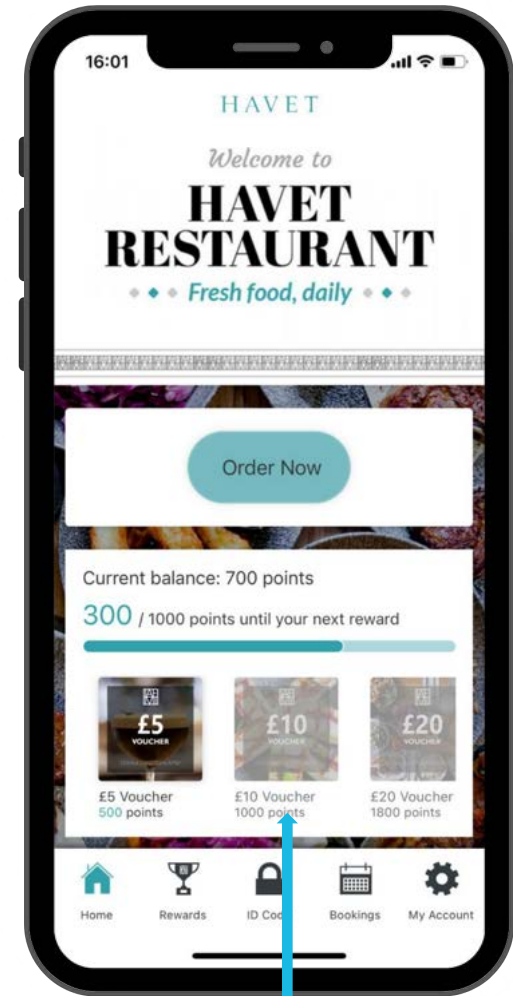 16:01
HAVET
Welcome to
HAVET
RESTAURANT
Fresh food, daily
Order Now
Current balance: 700 points
300 / 1000 points until your next reward
£5
VOUCHER
£10
VOUCHER
£20
VOUCHER
£5 Voucher
500 points
£10 Voucher
1000 points
£20 Voucher
1800 points
Home
Rewards
ID
Bookings
My Account